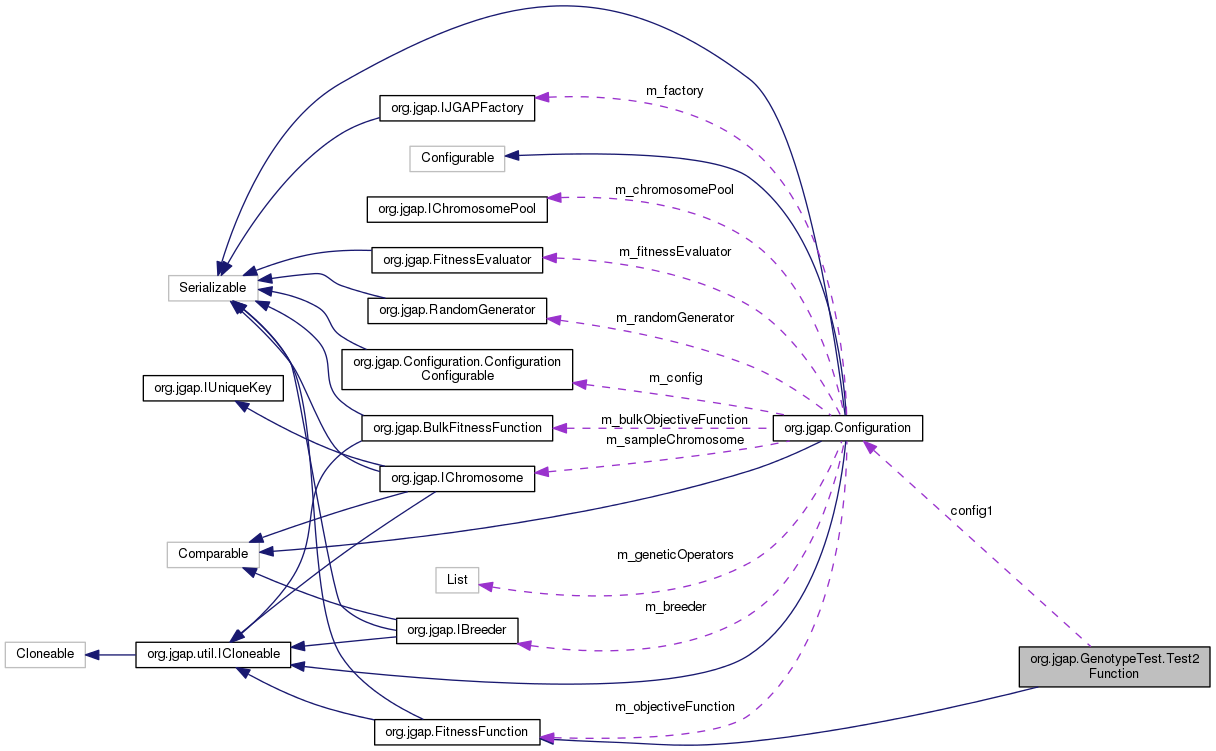 m_factory
org.jgap.IJGAPFactory
Configurable
m_chromosomePool
org.jgap.IChromosomePool
m_fitnessEvaluator
org.jgap.FitnessEvaluator
Serializable
org.jgap.RandomGenerator
m_randomGenerator
org.jgap.Configuration.Configuration
Configurable
m_config
org.jgap.IUniqueKey
m_bulkObjectiveFunction
org.jgap.BulkFitnessFunction
org.jgap.Configuration
m_sampleChromosome
org.jgap.IChromosome
config1
Comparable
m_geneticOperators
List
m_breeder
org.jgap.IBreeder
Cloneable
org.jgap.util.ICloneable
org.jgap.GenotypeTest.Test2
Function
m_objectiveFunction
org.jgap.FitnessFunction